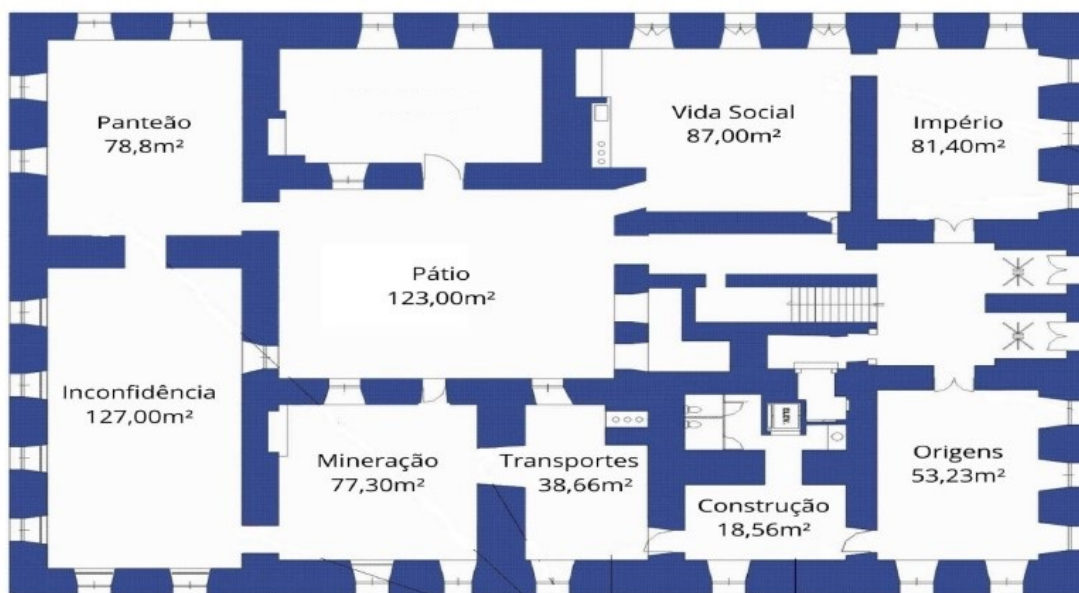 Panteão
78,8m²
Vida Social
87,00m²
Império
81,40m²
Pátio
123,00m²
Inconfidência
127,00m²
Mineração
77,30m²
Transportes
38,66m²
Construção
18,56m²
Origens
53,23m²